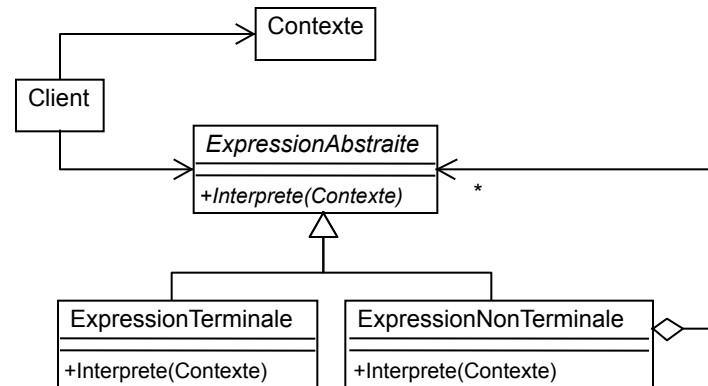 Contexte
Client
ExpressionAbstraite
+Interprete(Contexte)
*
ExpressionTerminale
ExpressionNonTerminale
+Interprete(Contexte)
+Interprete(Contexte)